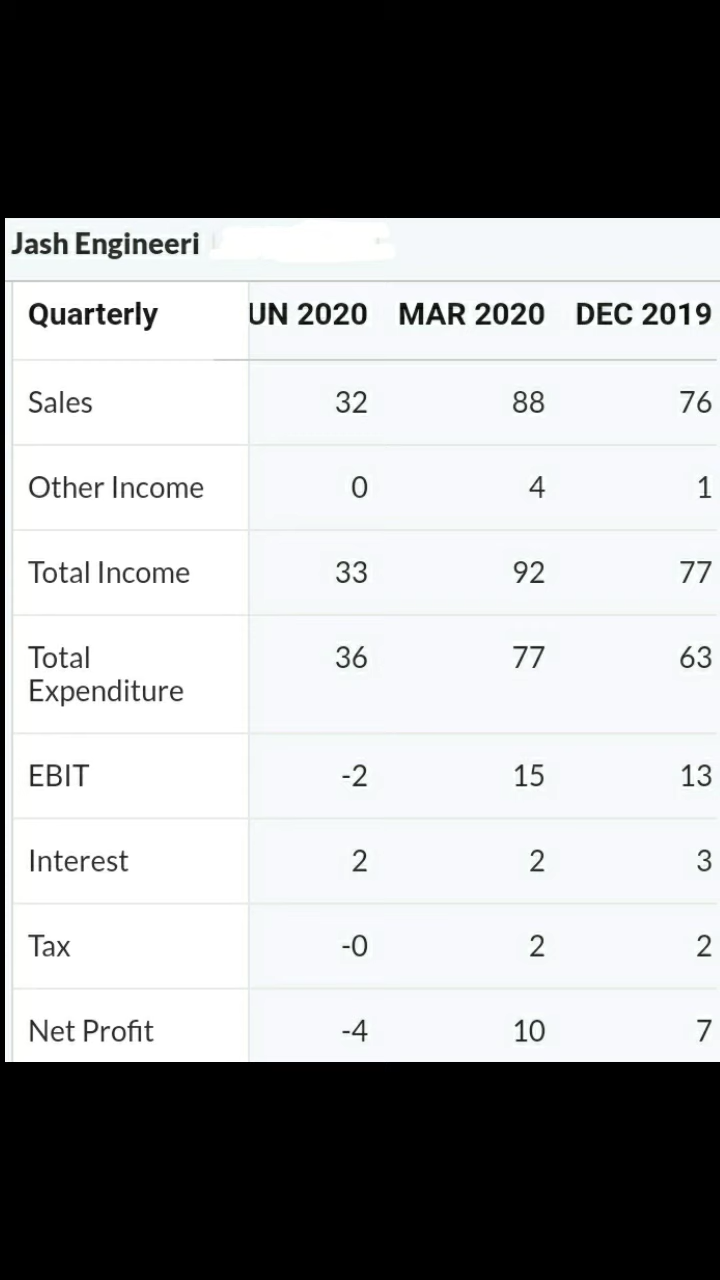 Jash Engineeri
Quarterly UN 2020 MAR 2020 DEC 2019
Sales 32 88 76
Other Income 0 4 1
Total Income 33 92 77
Total 36 77 63
Expenditure
EBIT -2 15 13
Interest 2 2 3
Tax -0 2 2
Net Profit -4 10 7